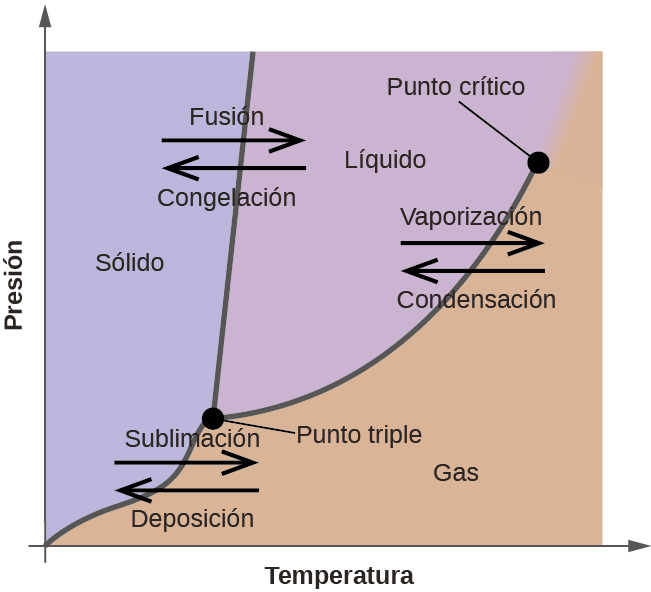 Punto crítico
Fusión
Líquido
Congelación
Vaporización
Sólido
Condensación
Presión
Sublimación
Punto triple
Gas
Deposición
Temperatura